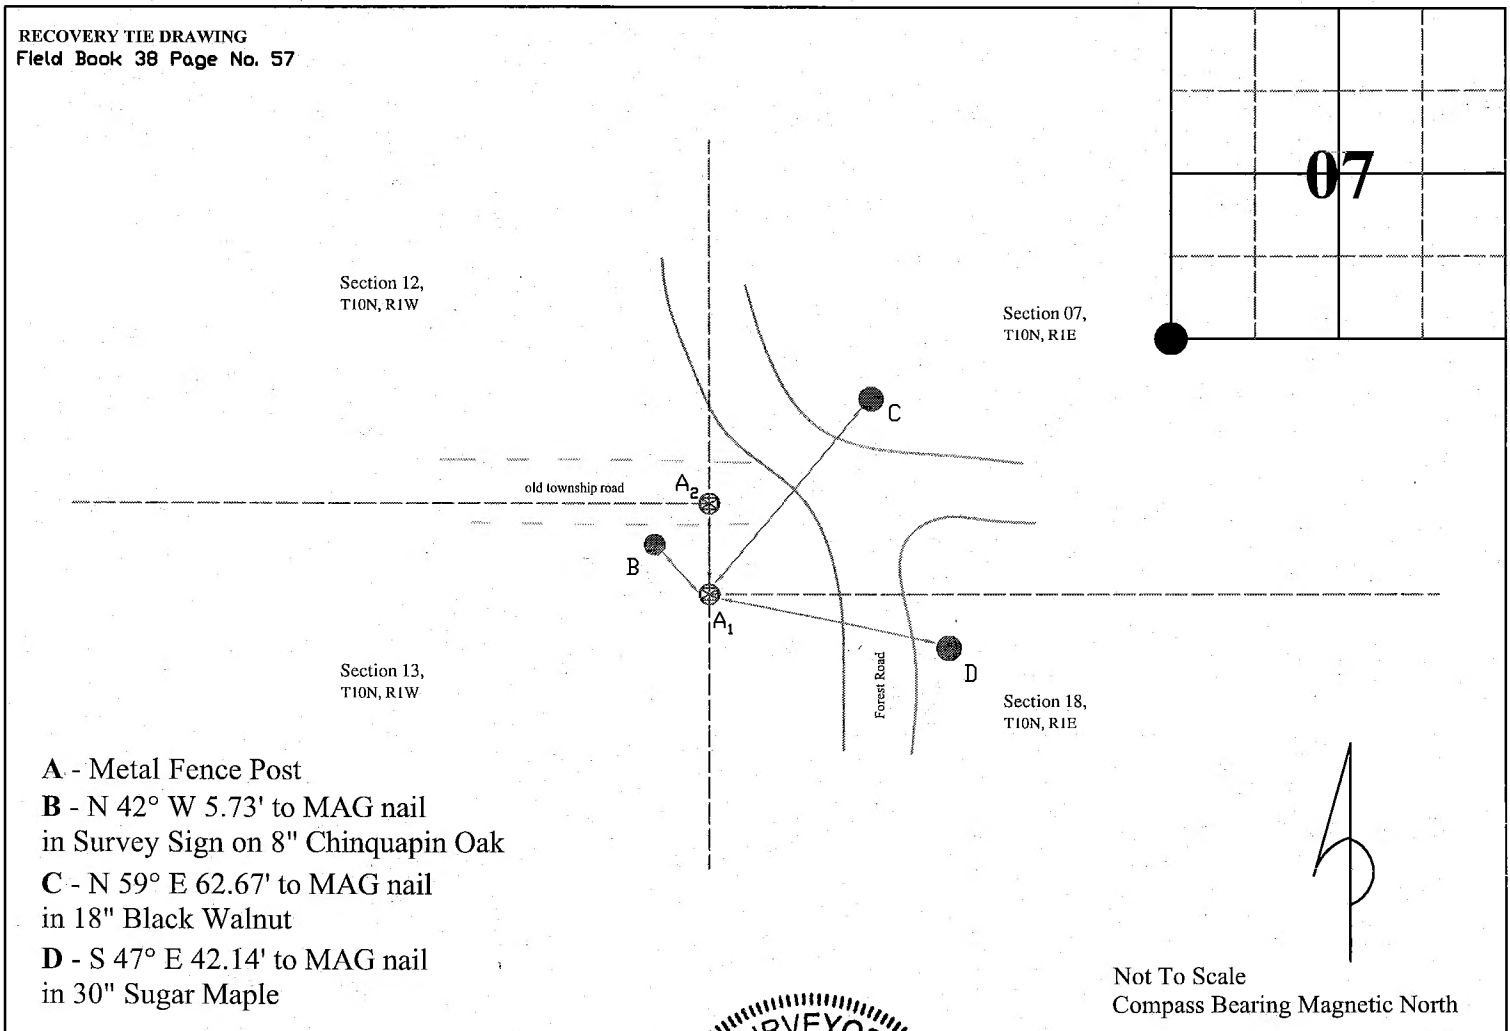 RECOVERY TIE DRAWING
Field Book 38 Page No. 57
07
Section 12,
T10N, R1W
Section 07,
T10N, R1E
C
A2
old township road
B
A1
D
Forest Road
Section 13,
T10N, R1W
Section 18,
T10N, R1E
A - Metal Fence Post
B - N 42° W 5.73' to MAG nail
in Survey Sign on 8" Chinquapin Oak
C - N 59° E 62.67' to MAG nail
in 18" Black Walnut
D - S 47° E 42.14' to MAG nail
in 30" Sugar Maple
Not To Scale
Compass Bearing Magnetic North